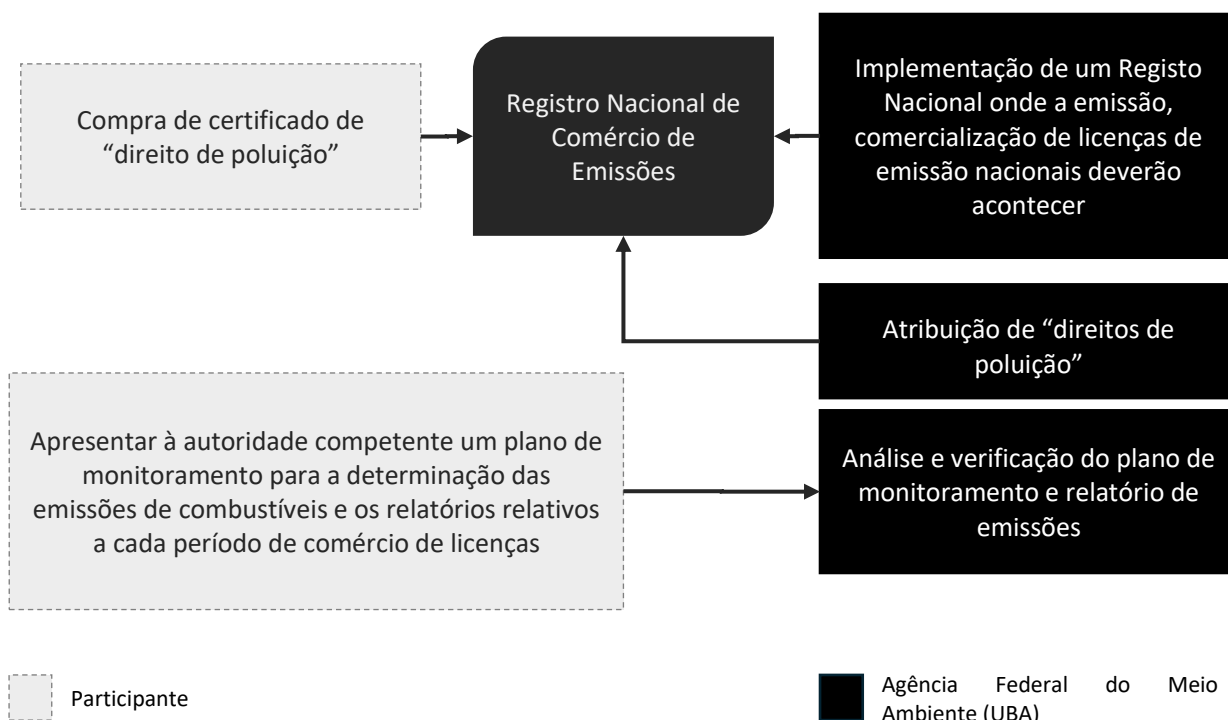 Compra de certificado de
“direito de poluição”
Registro Nacional de
Comércio de
Emissões
Implementação de um Registo
Nacional onde a emissão,
comercialização de licenças de
emissão nacionais deverão
acontecer
Atribuição de “direitos de
poluição”
Apresentar à autoridade competente um plano de
monitoramento para a determinação das
emissões de combustíveis e os relatórios relativos
a cada período de comércio de licenças
Análise e verificação do plano de
monitoramento e relatório de
emissões
Participante
Agência Federal do Meio
Ambiente (UBA)